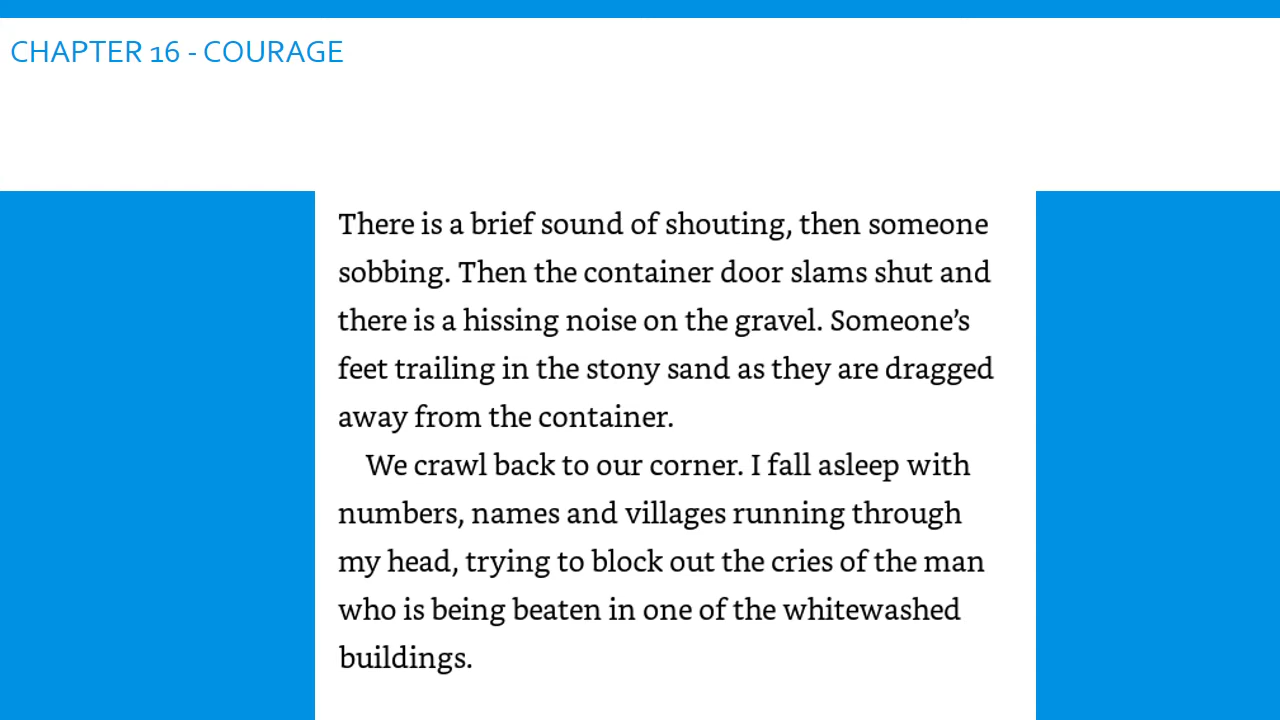 CHAPTER 16 - COURAGE
There is a brief sound of shouting, then someone
sobbing. Then the container door slams shut and
there is a hissing noise on the gravel. Someone’s
feet trailing in the stony sand as they are dragged
away from the container.
We crawl back to our corner. I fall asleep with
numbers, names and villages running through
my head, trying to block out the cries of the man
who is being beaten in one of the whitewashed
buildings.